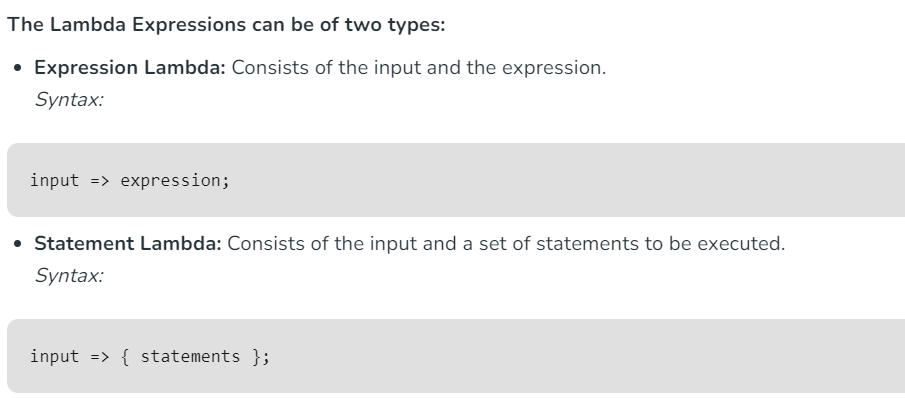 The Lambda Expressions can be of two types:
• Expression Lambda: Consists of the input and the expression.
Syntax:
input => expression;
• Statement Lambda: Consists of the input and a set of statements to be executed.
Syntax:
input => { statements };